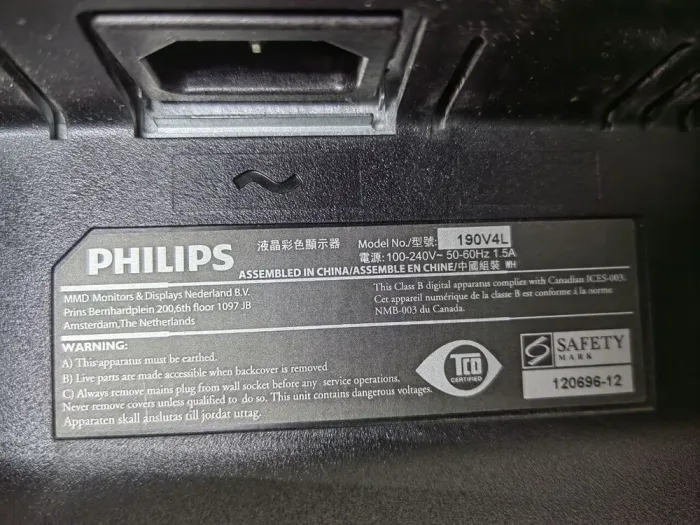 PHILIPS
液晶彩色顯示器
Model No./型號: 190V4L
電源: 100-240V~ 50-60Hz 1.5A
ASSEMBLED IN CHINA/ASSEMBLE EN CHINE/中國組裝 WH
MMD Monitors & Displays Nederland B.V.
Prins Bernhardplein 200,6th floor 1097 JB
Amsterdam,The Netherlands
This Class B digital apparatus complies with Canadian ICES-003.
Cet appareil numérique de la classe B est conforme á la norme
NMB-003 du Canada.
WARNING:
A) This apparatus must be earthed.
B) Live parts are made accessible when backcover is removed
C) Always remove mains plug from wall socket before any service operations.
Never remove covers unless qualified to do so. This unit contains dangerous voltages.
Apparaten skall anslutas till jordat uttag.
TCO
CERTIFIED
S SAFETY
MARK
120696-12